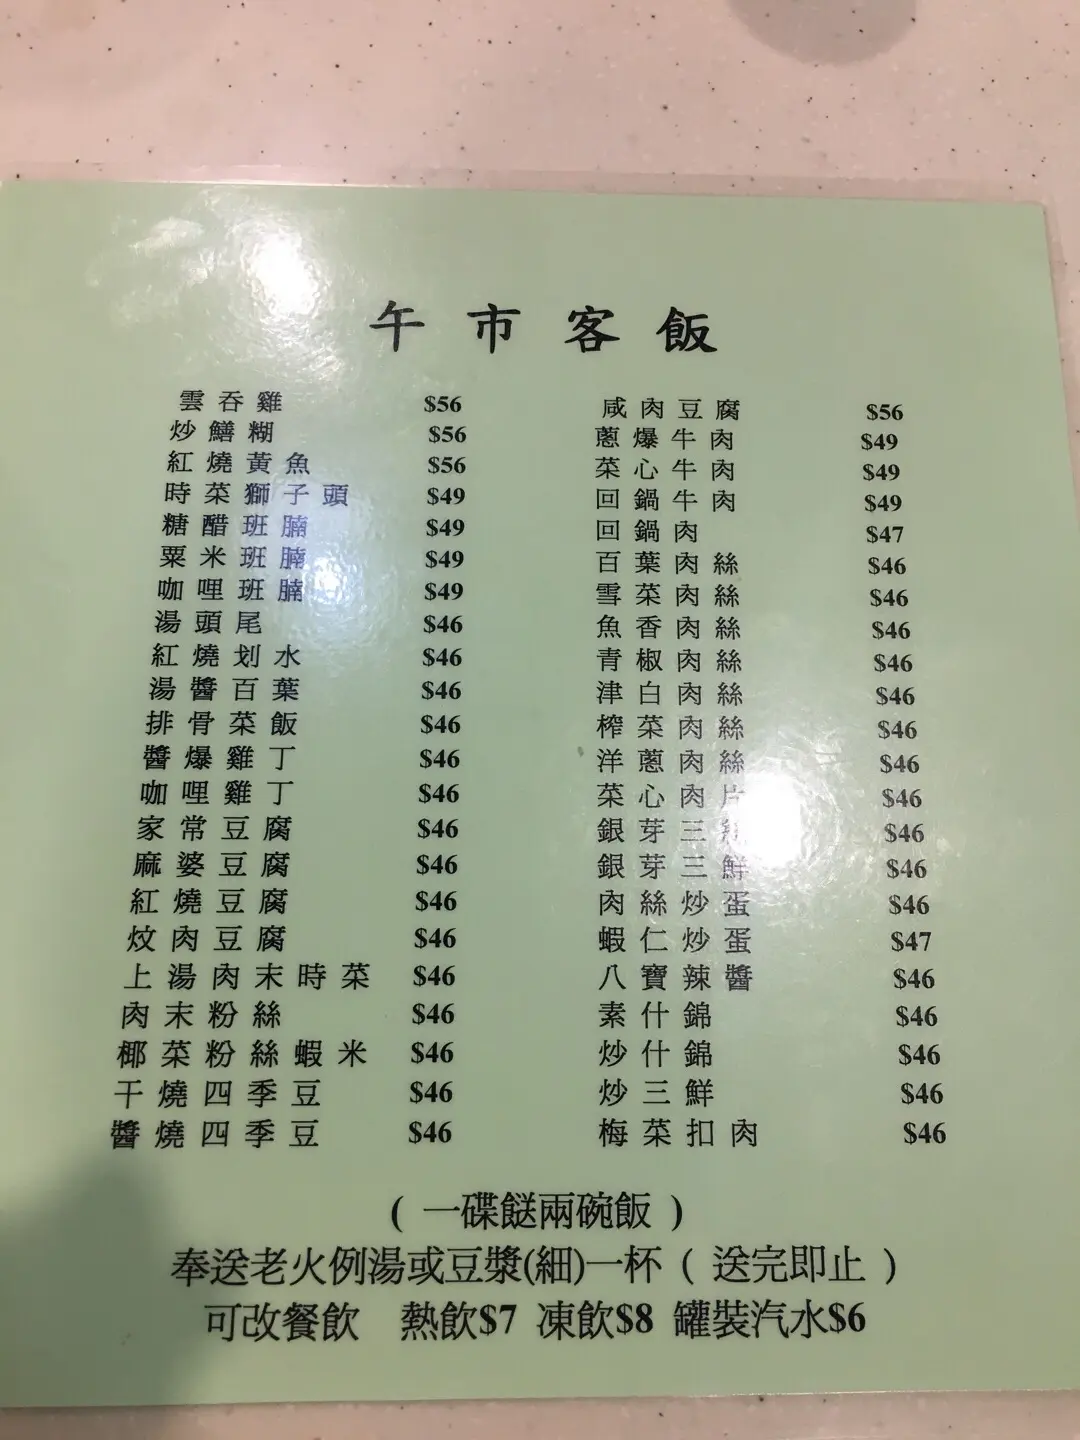 午市客飯
雲吞雞 $56
炒鱔糊 $56
紅燒黃魚 $56
時菜獅子頭 $49
糖醋班腩 $49
粟米班腩 $49
咖哩班腩 $49
湯頭尾 $46
紅燒划水 $46
湯醬百葉 $46
排骨菜飯 $46
醬爆雞丁 $46
咖哩雞丁 $46
家常豆腐 $46
麻婆豆腐 $46
紅燒豆腐 $46
炆肉豆腐 $46
上湯肉末時菜 $46
肉末粉絲 $46
椰菜粉絲蝦米 $46
干燒四季豆 $46
醬燒四季豆 $46
咸肉豆腐 $56
蔥爆牛肉 $49
菜心牛肉 $49
回鍋牛肉 $49
回鍋肉 $47
百葉肉絲 $46
雪菜肉絲 $46
魚香肉絲 $46
青椒肉絲 $46
津白肉絲 $46
榨菜肉絲 $46
洋蔥肉絲 $46
菜心肉片 $46
銀芽三 $46
銀芽三鮮 $46
肉絲炒蛋 $46
蝦仁炒蛋 $47
八寶辣醬 $46
素什錦 $46
炒什錦 $46
炒三鮮 $46
梅菜扣肉 $46
( 一碟餸兩碗飯 )
奉送老火例湯或豆漿(細)一杯 ( 送完即止 )
可改餐飲 熱飲$7 凍飲$8 罐裝汽水$6